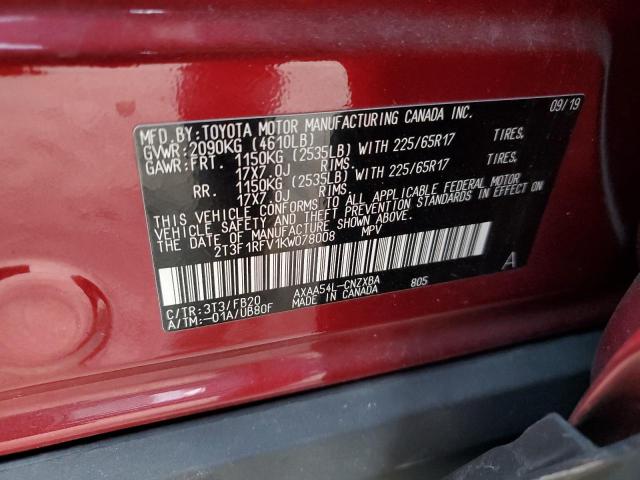 09/19
MFD.BY:TOYOTA MOTOR MANUFACTURING CANADA INC.
GVWR:2090KG (4610LB)
GAWR:FRT. 1150KG (2535LB) WITH 225/65R17 TIRES,
17X7.0J RIMS.
RR. 1150KG (2535LB) WITH 225/65R17 TIRES,
17X7.0J RIMS.
THIS VEHICLE CONFORMS TO ALL APPLICABLE FEDERAL MOTOR
VEHICLE SAFETY AND BUMPER STANDARDS IN EFFECT ON
THE DATE OF MANUFACTURE SHOWN ABOVE.
2T3F1RFV1KW078008 MPV
A
C/TR:3T3/FB20 AXAA54L-CNZXBA 805
A/TM:-01A/UB80F MADE IN CANADA